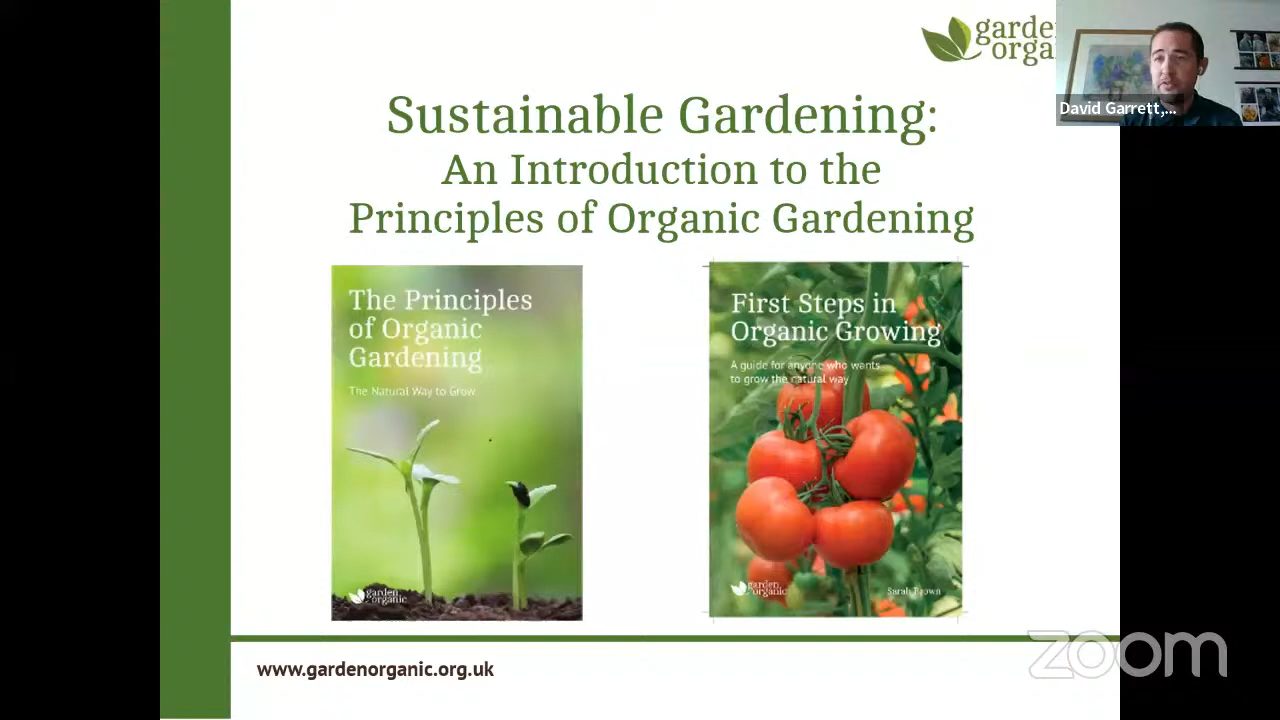 garde
orga
David Garrett,...
Sustainable Gardening:
An Introduction to the
Principles of Organic Gardening
The Principles
of Organic
Gardening
The Natural Way to Grow
garden
organic
First Steps in
Organic Growing
A guide for anyone who wants
to grow the natural way
garden
organic
Sarah Brown
www.gardenorganic.org.uk
zoom